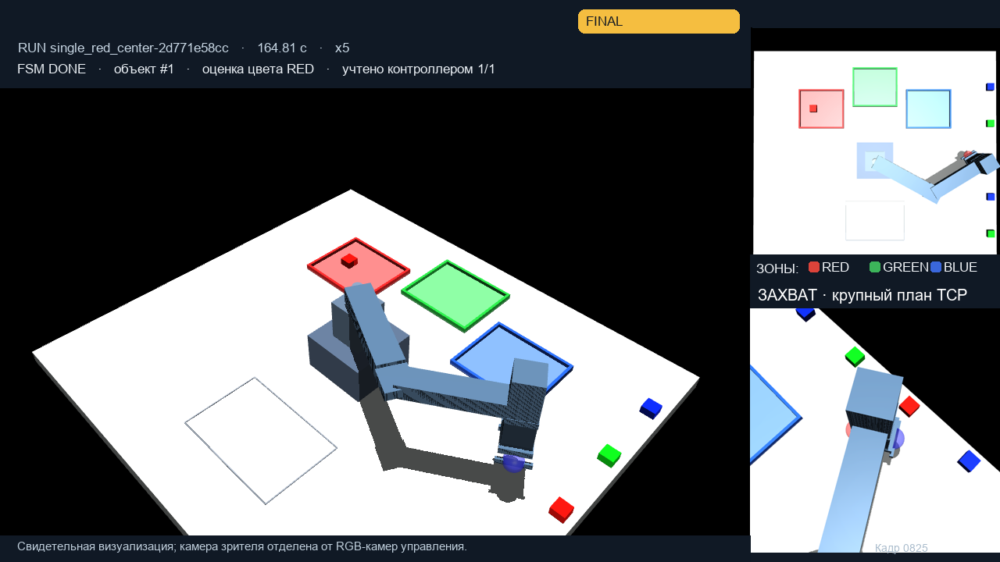 FINAL
RUN single_red_center-2d771e58cc · 164.81 с · x5
FSM DONE · объект #1 · оценка цвета RED · учтено контроллером 1/1
ЗОНЫ: RED GREEN BLUE
ЗАХВАТ · крупный план TCP
Свидетельная визуализация; камера зрителя отделена от RGB-камер управления.
Кадр 0825